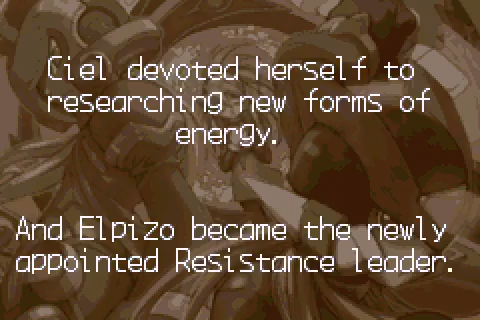 Ciel devoted herself to
researching new forms of
energy.
And Elpizo became the newly
appointed Resistance leader.